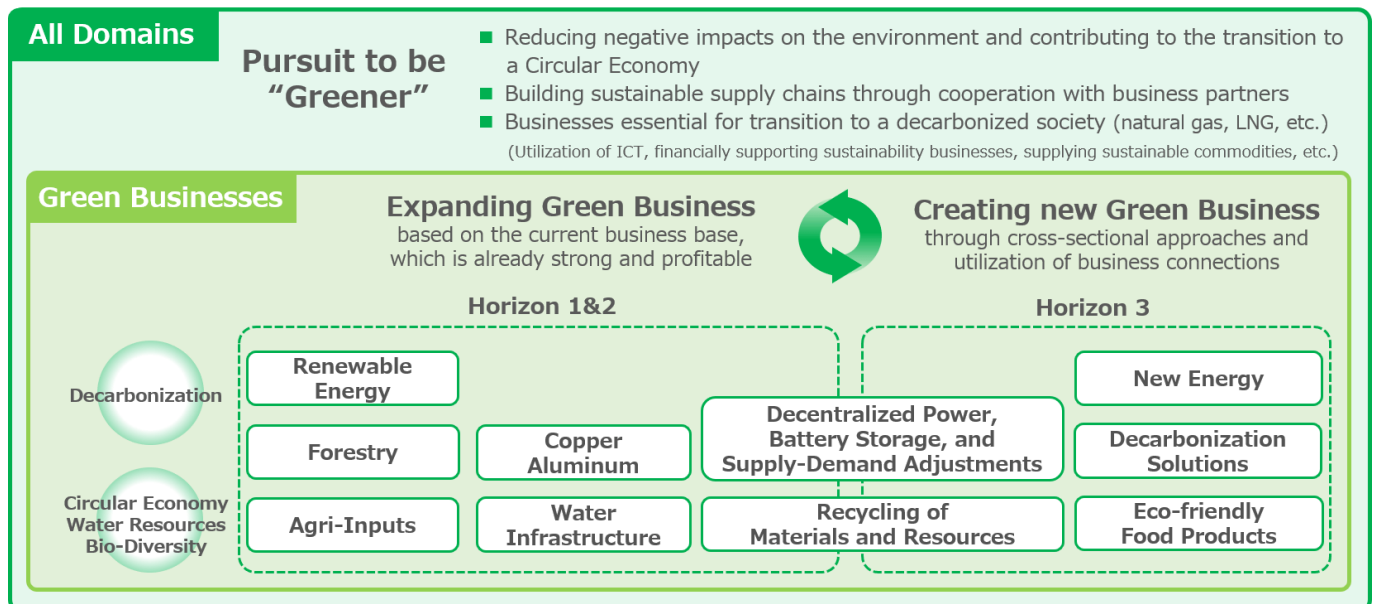 All Domains
Pursuit to be
“Greener”
■ Reducing negative impacts on the environment and contributing to the transition to
a Circular Economy
■ Building sustainable supply chains through cooperation with business partners
■ Businesses essential for transition to a decarbonized society (natural gas, LNG, etc.)
(Utilization of ICT, financially supporting sustainability businesses, supplying sustainable commodities, etc.)
Green Businesses
Expanding Green Business
based on the current business base,
which is already strong and profitable
Creating new Green Business
through cross-sectional approaches and
utilization of business connections
Horizon 1&2
Horizon 3
Decarbonization
Renewable
Energy
New Energy
Forestry
Copper
Aluminum
Decentralized Power,
Battery Storage, and
Supply-Demand Adjustments
Decarbonization
Solutions
Circular Economy
Water Resources
Bio-Diversity
Agri-Inputs
Water
Infrastructure
Recycling of
Materials and Resources
Eco-friendly
Food Products